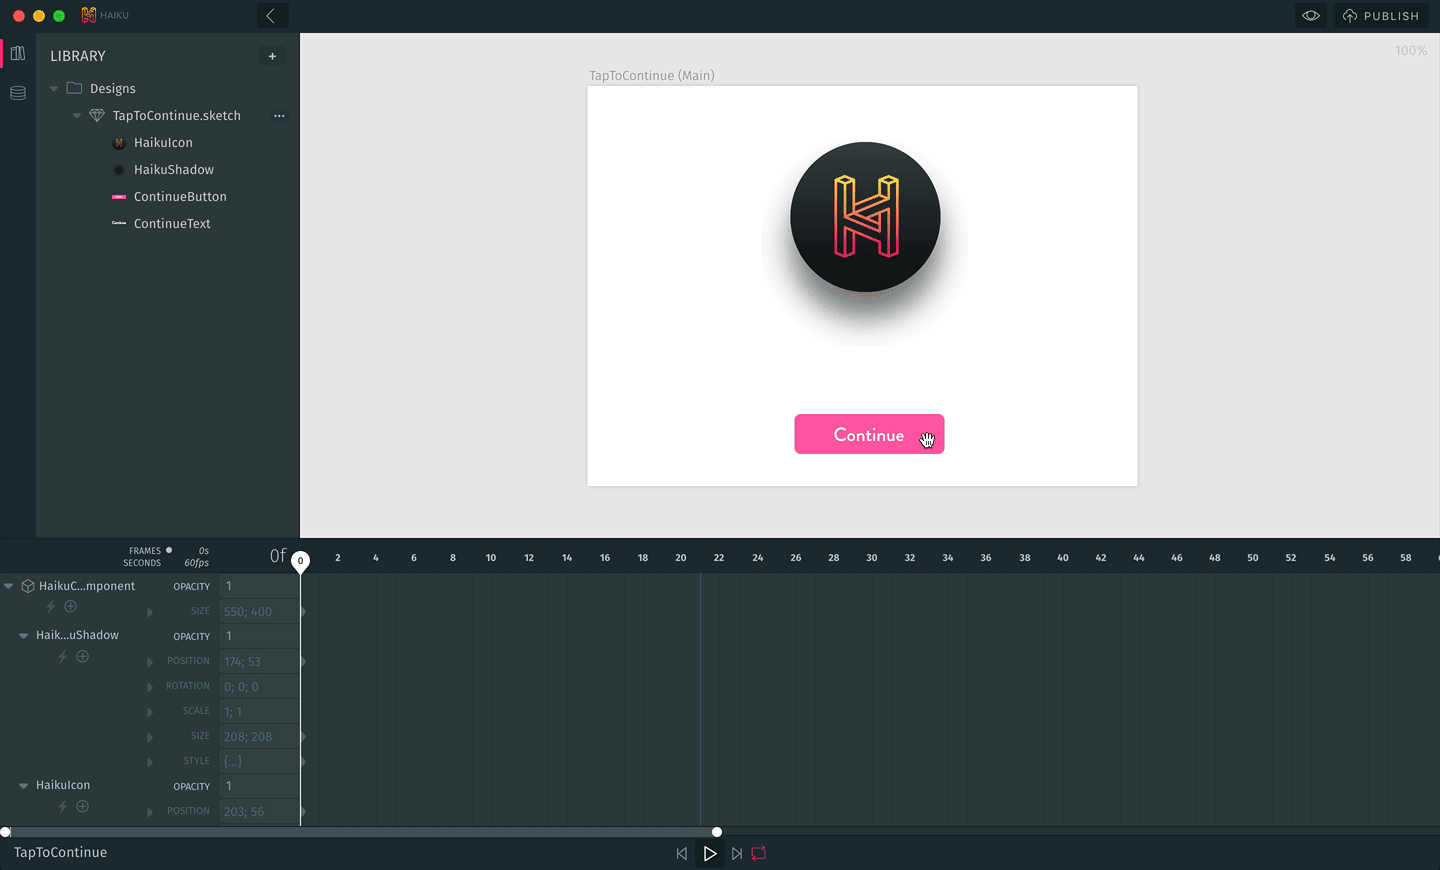 HAIKU
PUBLISH
LIBRARY
+
100%
Designs
TapToContinue.sketch
...
HaikuIcon
HaikuShadow
ContinueButton
ContinueText
TapToContinue (Main)
Continue
FRAMES 0s
SECONDS 60fps
0f
0 2 4 6 8 10 12 14 16 18 20 22 24 26 28 30 32 34 36 38 40 42 44 46 48 50 52 54 56 58
HaikuC...mponent OPACITY 1
SIZE 550; 400
Haik...uShadow OPACITY 1
POSITION 174; 53
ROTATION 0; 0; 0
SCALE 1; 1
SIZE 208; 208
STYLE {...}
HaikuIcon OPACITY 1
POSITION 203; 56
TapToContinue